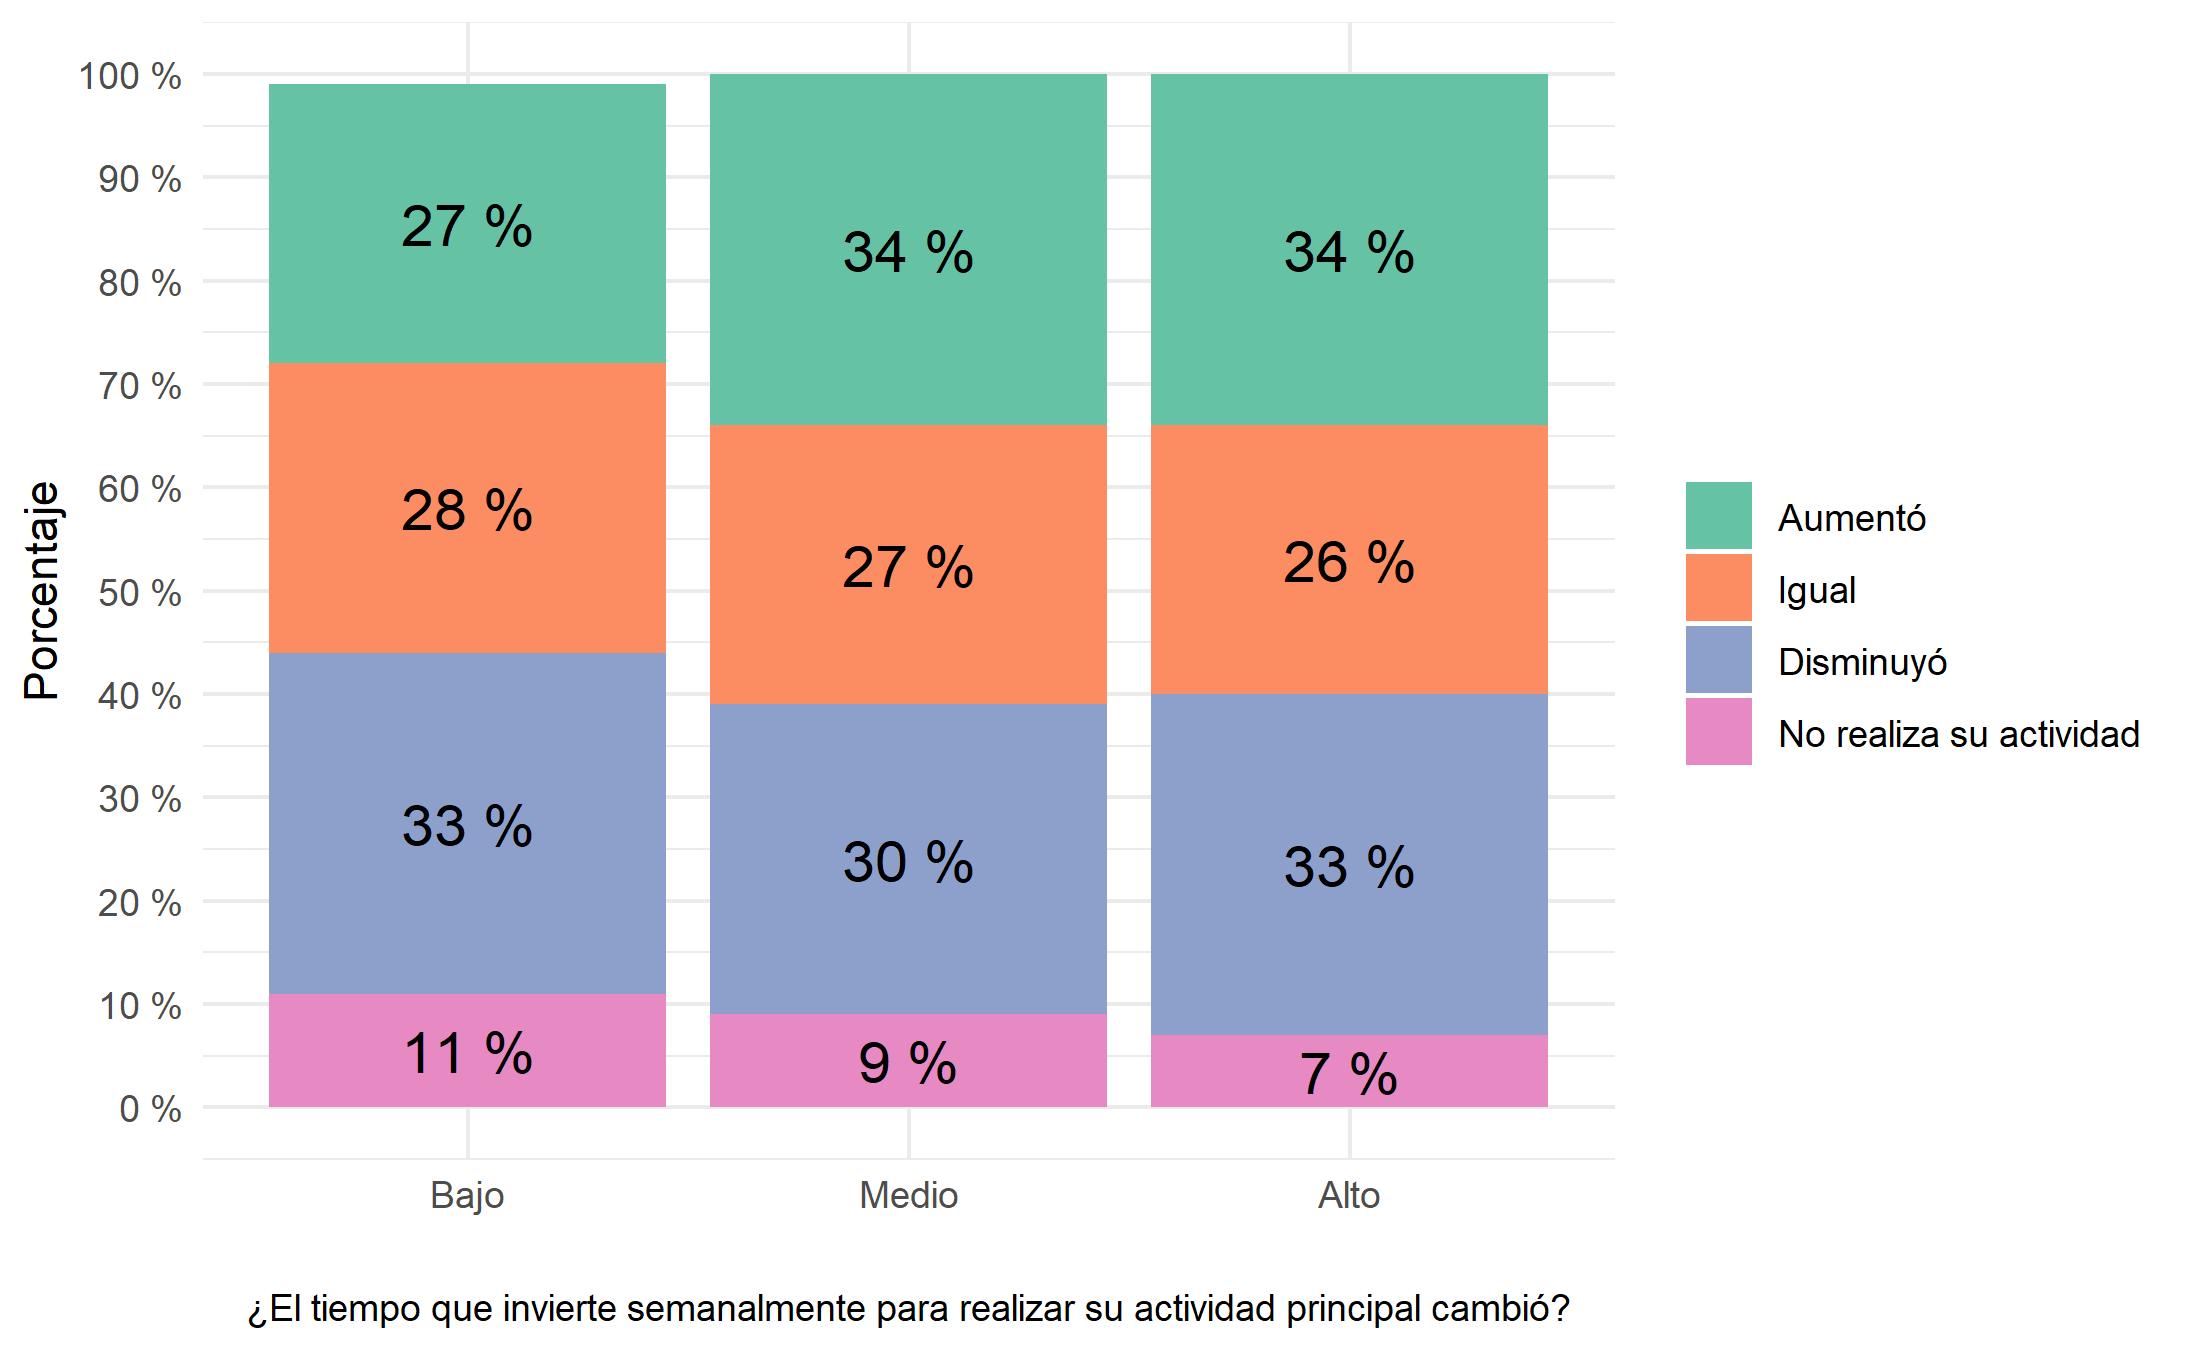 Porcentaje
100 %
90 %
80 %
70 %
60 %
50 %
40 %
30 %
20 %
10 %
0 %
27 %
28 %
33 %
11 %
34 %
27 %
30 %
9 %
34 %
26 %
33 %
7 %
Bajo
Medio
Alto
¿El tiempo que invierte semanalmente para realizar su actividad principal cambió?
Aumentó
Igual
Disminuyó
No realiza su actividad